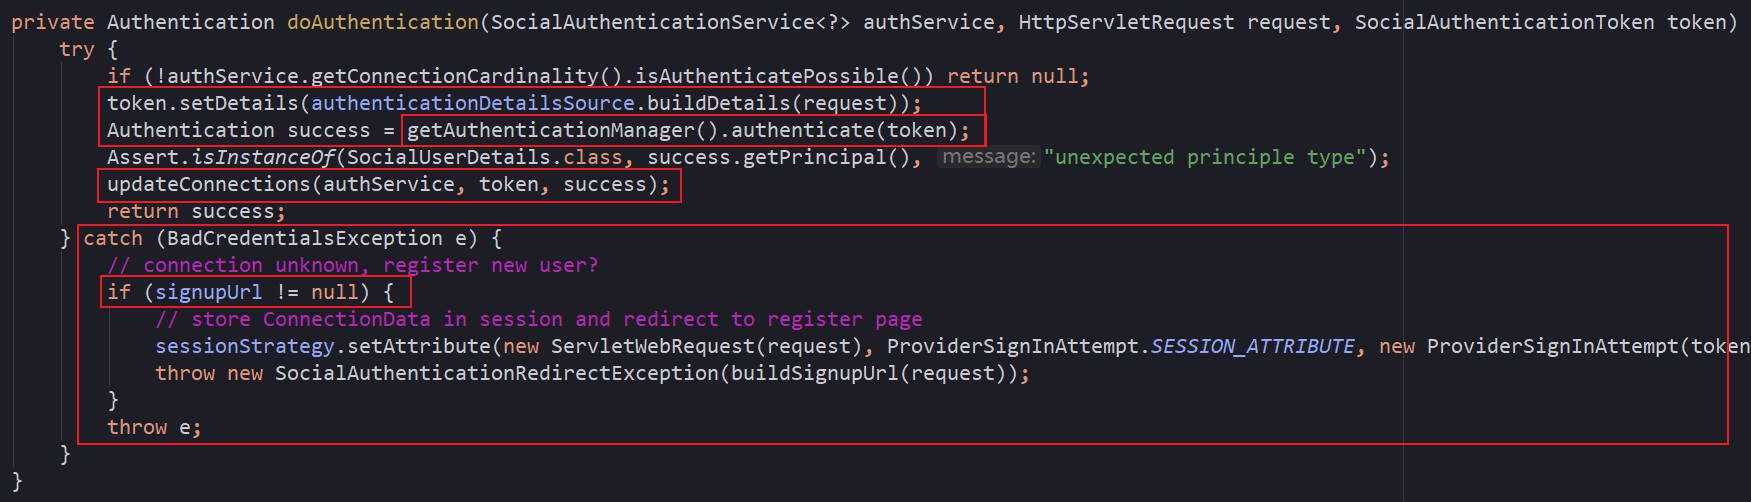 private Authentication doAuthentication(SocialAuthenticationService<?> authService, HttpServletRequest request, SocialAuthenticationToken token)
try {
if (!authService.getConnectionCardinality().isAuthenticatePossible()) return null;
token.setDetails(authenticationDetailsSource.buildDetails(request));
Authentication success = getAuthenticationManager().authenticate(token);
Assert.isInstanceOf(SocialUserDetails.class, success.getPrincipal(), message: "unexpected principle type");
updateConnections(authService, token, success);
return success;
} catch (BadCredentialsException e) {
// connection unknown, register new user?
if (signupUrl != null) {
// store ConnectionData in session and redirect to register page
sessionStrategy.setAttribute(new ServletWebRequest(request), ProviderSignInAttempt.SESSION_ATTRIBUTE, new ProviderSignInAttempt(token
throw new SocialAuthenticationRedirectException(buildSignupUrl(request));
}
throw e;
}
}